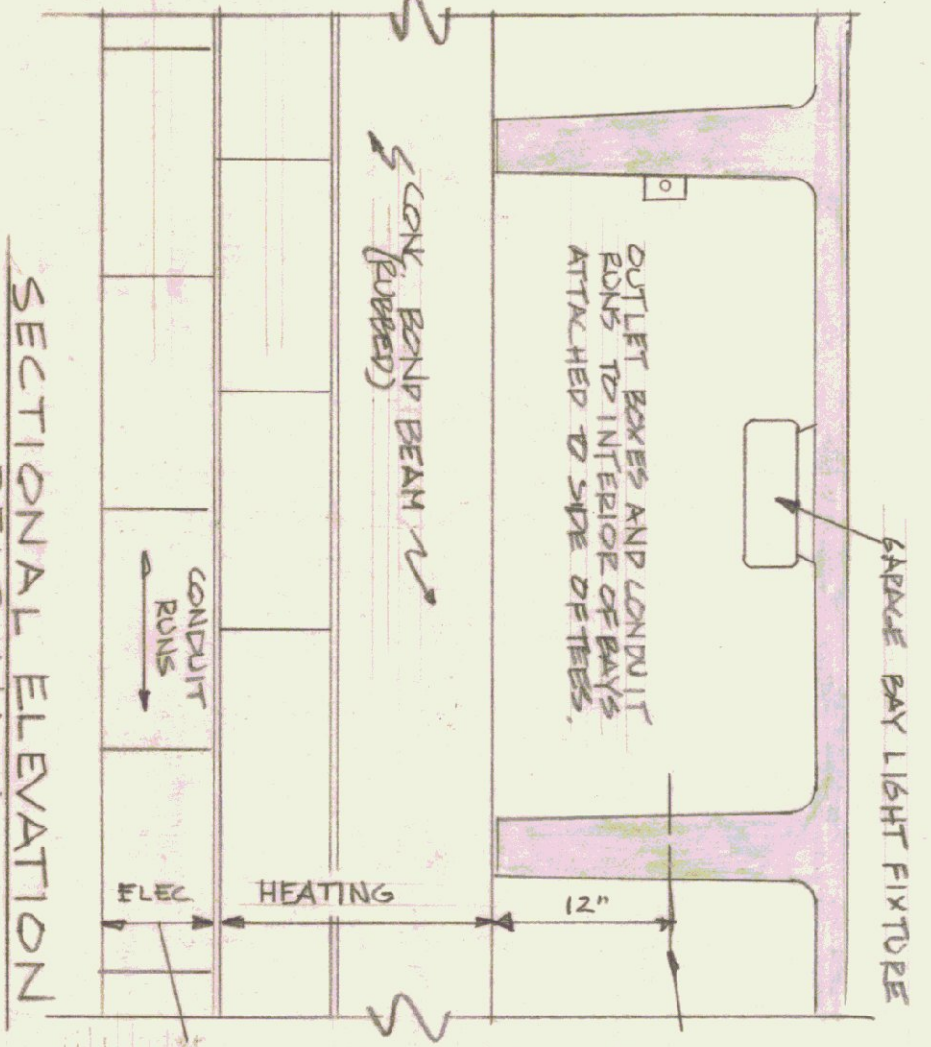 GARAGE BAY LIGHT FIXTURE
OUTLET BOXES AND CONDUIT
RUNS TO INTERIOR OF BAYS
ATTACHED TO SIDE OF TEES.
12"
CONC. BOND BEAM
(RUBBED)
HEATING
ELEC
CONDUIT
RUNS
SECTIONAL ELEVATION